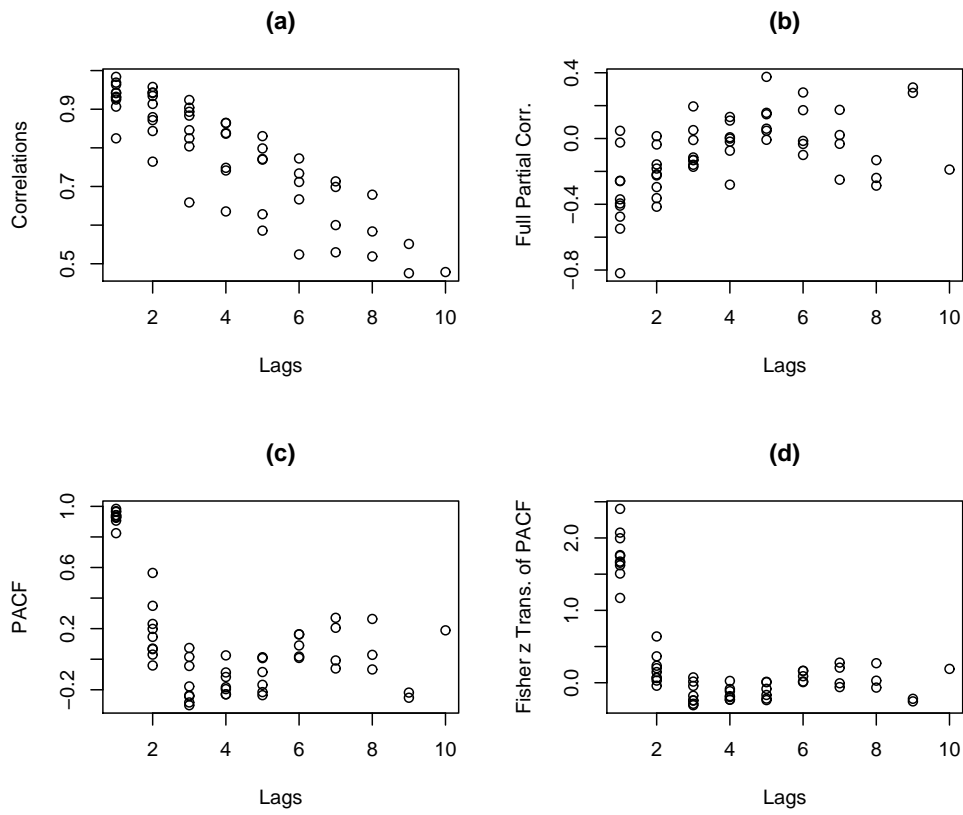 (a)
Correlations
0.5
0.7
0.9
2 4 6 8 10
Lags
(b)
Full Partial Corr.
−0.8
−0.4
0.0
0.4
2 4 6 8 10
Lags
(c)
PACF
−0.2
0.2
0.6
1.0
2 4 6 8 10
Lags
(d)
Fisher z Trans. of PACF
0.0
1.0
2.0
2 4 6 8 10
Lags